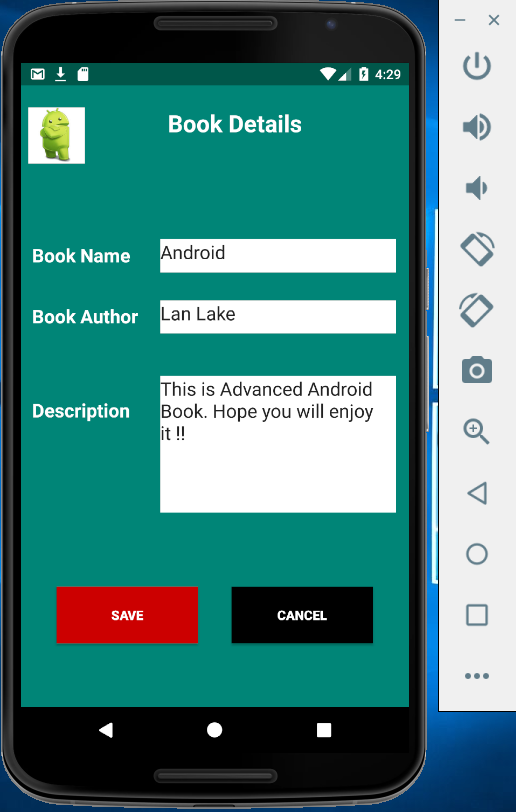 4:29
Book Details
Book Name
Android
Book Author
Lan Lake
Description
This is Advanced Android
Book. Hope you will enjoy
it !!
SAVE
CANCEL